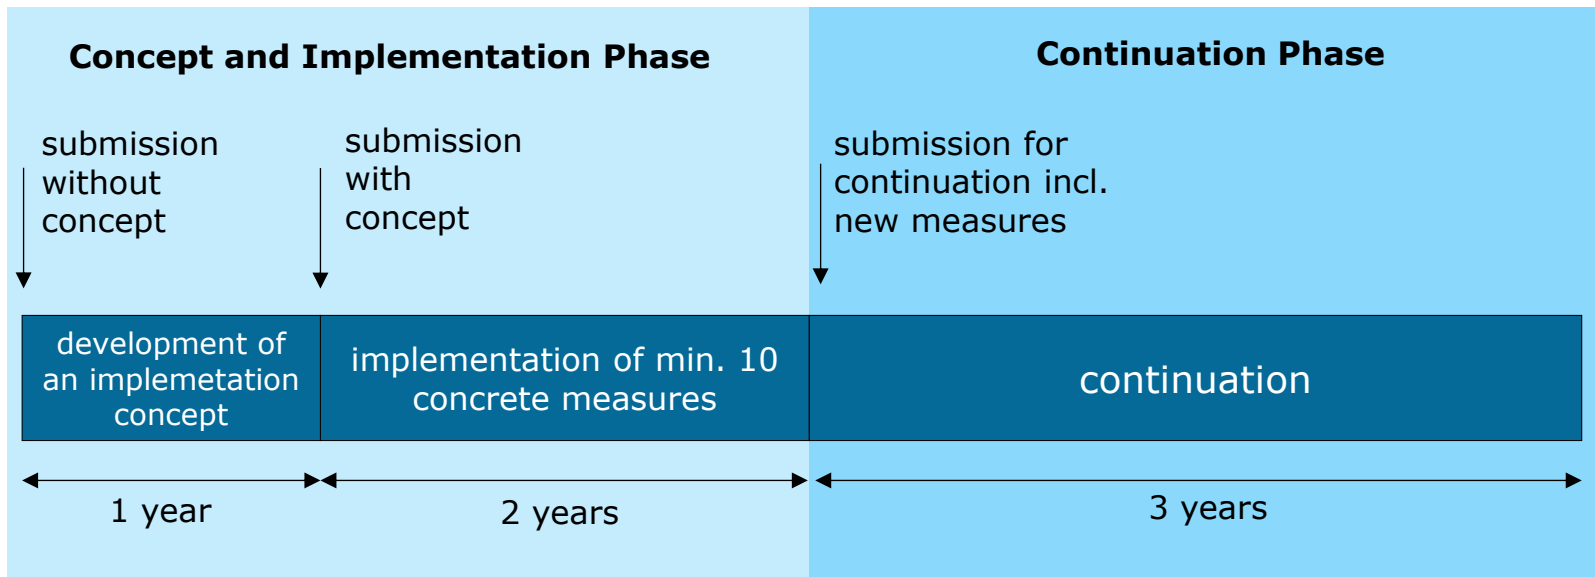 Concept and Implementation Phase
Continuation Phase
submission
without
concept
submission
with
concept
submission for
continuation incl.
new measures
development of
an implemetation
concept
implementation of min. 10
concrete measures
continuation
1 year
2 years
3 years